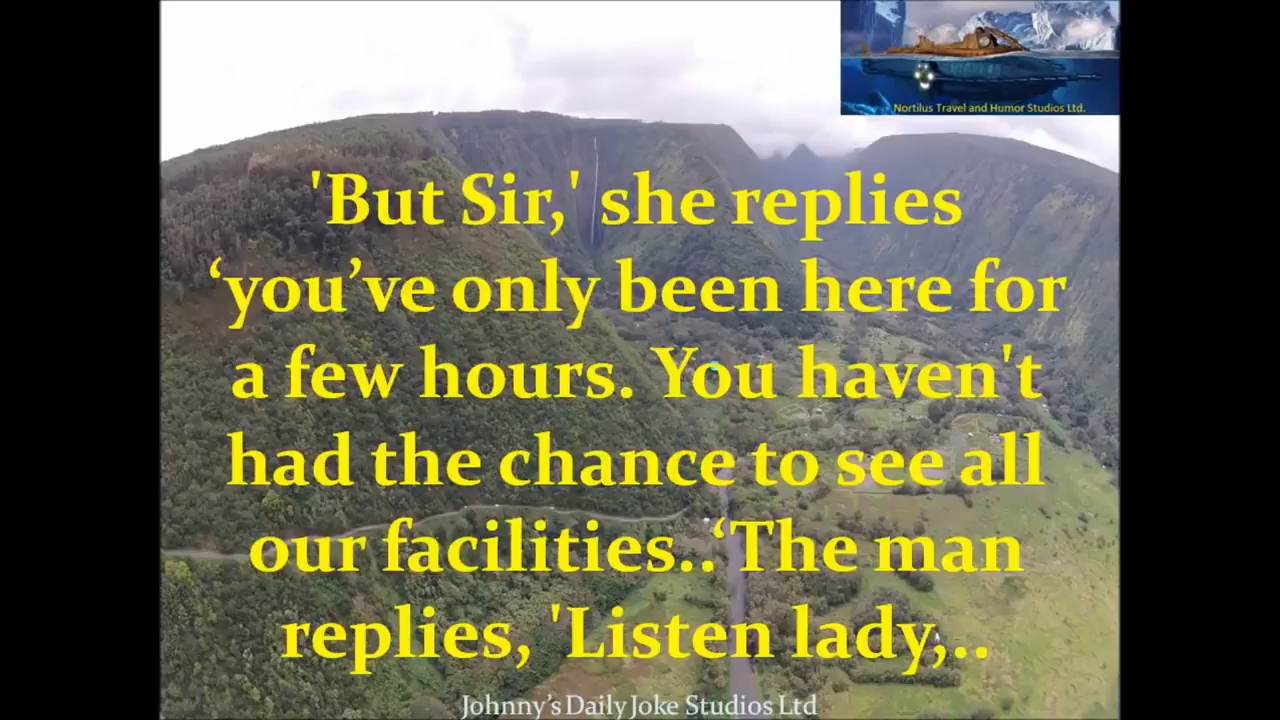 Nortilus Travel and Humor Studios Ltd.
'But Sir,' she replies
‘you’ve only been here for
a few hours. You haven't
had the chance to see all
our facilities..‘The man
replies, 'Listen lady,..
Johnny’s Daily Joke Studios Ltd